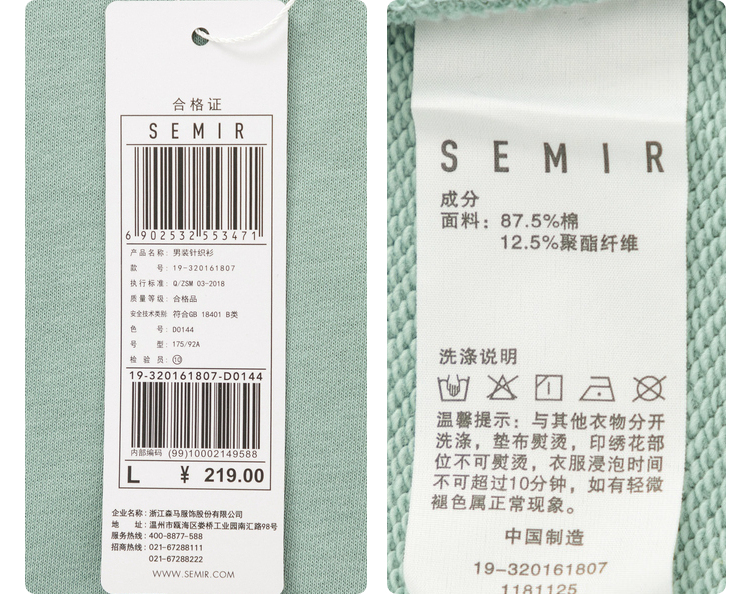 合格证
SEMIR
6 902532 553471
产品名称: 男装针织衫
款 号: 19-320161807
执行标准: Q/ZSM 03-2018
质量等级: 合格品
安全技术类别 符合GB 18401 B类
色 号: D0144
号 型: 175/92A
检 验 员: ⑩
19-320161807-D0144
内部编码 (99)10002149588
L ¥ 219.00
企业名称: 浙江森马服饰股份有限公司
地 址: 温州市瓯海区娄桥工业园南汇路98号
服务热线: 400-8877-588
招商热线: 021-67288111
021-67288222
WWW.SEMIR.COM
SEMIR
成分
面料: 87.5%棉
12.5%聚酯纤维
洗涤说明
温馨提示: 与其他衣物分开
洗涤, 垫布熨烫, 印绣花部
位不可熨烫, 衣服浸泡时间
不可超过10分钟, 如有轻微
褪色属正常现象。
中国制造
19-320161807
1181125